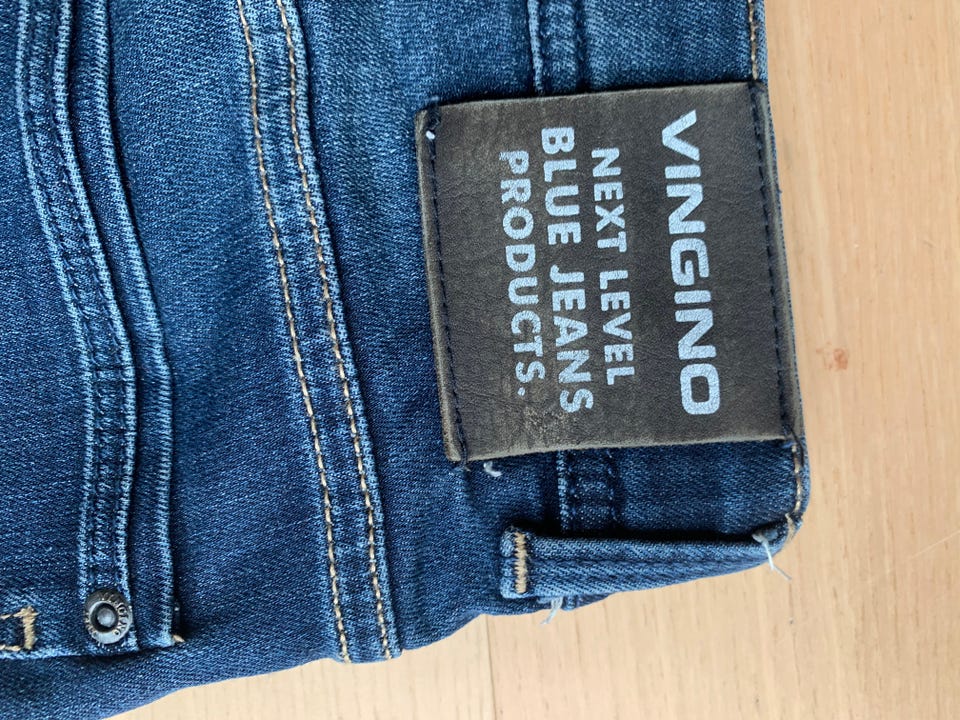 VINGINO
NEXT LEVEL
BLUE JEANS
PRODUCTS.